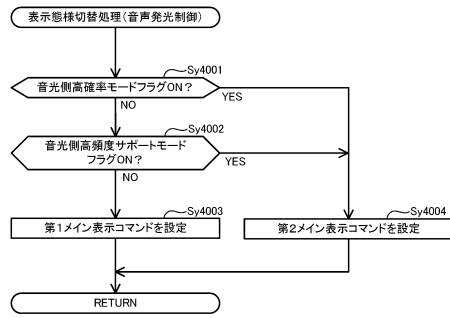 表示態様切替処理(音声発光制御)
Sy4001
音光側高確率モードフラグON?
YES
NO
Sy4002
音光側高頻度サポートモード
フラグON?
YES
NO
Sy4003
第1メイン表示コマンドを設定
Sy4004
第2メイン表示コマンドを設定
RETURN